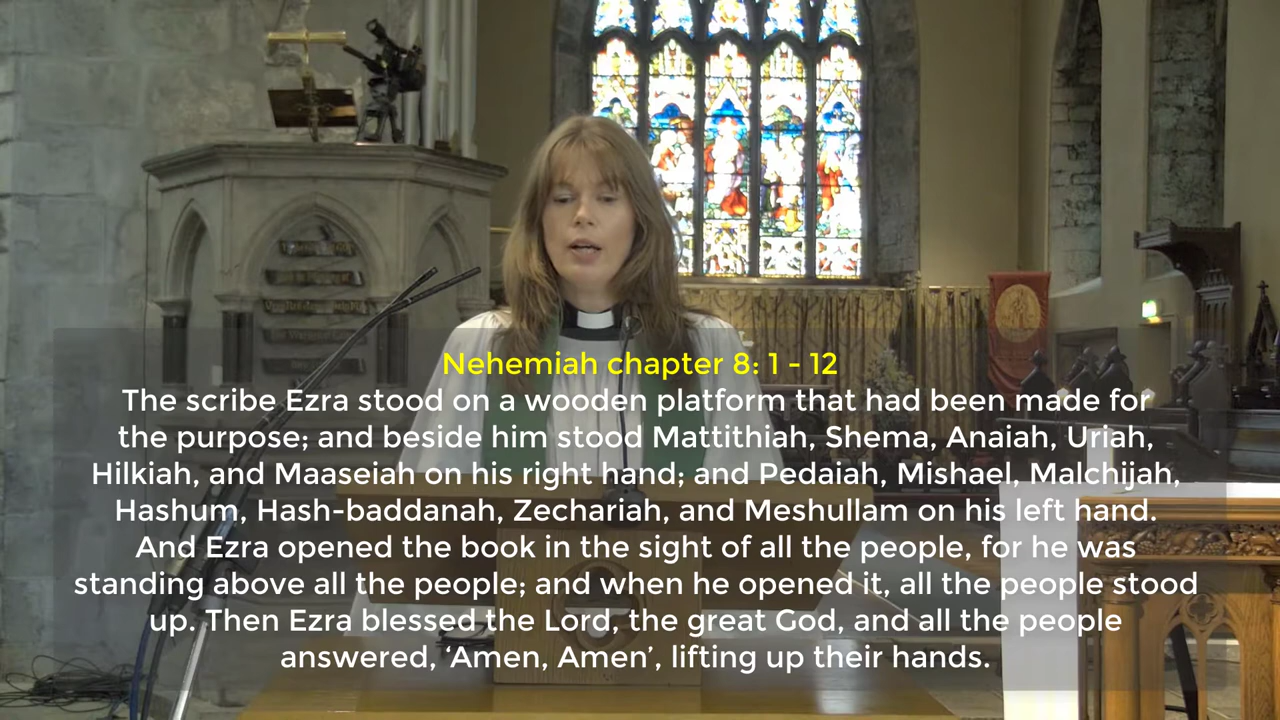 Nehemiah chapter 8: 1 - 12
The scribe Ezra stood on a wooden platform that had been made for
the purpose; and beside him stood Mattithiah, Shema, Anaiah, Uriah,
Hilkiah, and Maaseiah on his right hand; and Pedaiah, Mishael, Malchijah,
Hashum, Hash-baddanah, Zechariah, and Meshullam on his left hand.
And Ezra opened the book in the sight of all the people, for he was
standing above all the people; and when he opened it, all the people stood
up. Then Ezra blessed the Lord, the great God, and all the people
answered, ‘Amen, Amen’, lifting up their hands.